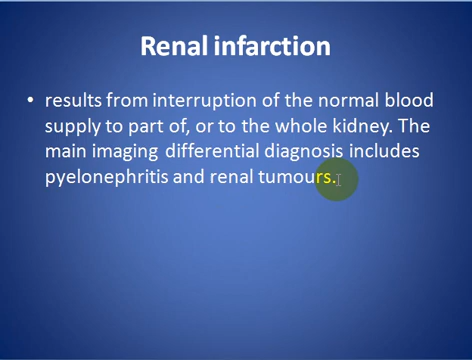 Renal infarction
• results from interruption of the normal blood
supply to part of, or to the whole kidney. The
main imaging differential diagnosis includes
pyelonephritis and renal tumours.